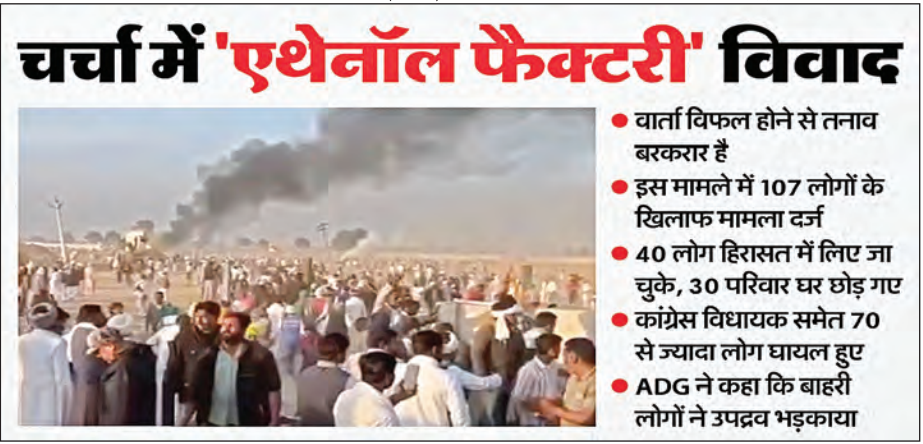 चर्चा में 'एथेनॉल फैक्टरी' विवाद
● वार्ता विफल होने से तनाव
बरकरार है
● इस मामले में 107 लोगों के
खिलाफ मामला दर्ज
● 40 लोग हिरासत में लिए जा
चुके, 30 परिवार घर छोड़ गए
● कांग्रेस विधायक समेत 70
से ज्यादा लोग घायल हुए
● ADG ने कहा कि बाहरी
लोगों ने उपद्रव भड़काया